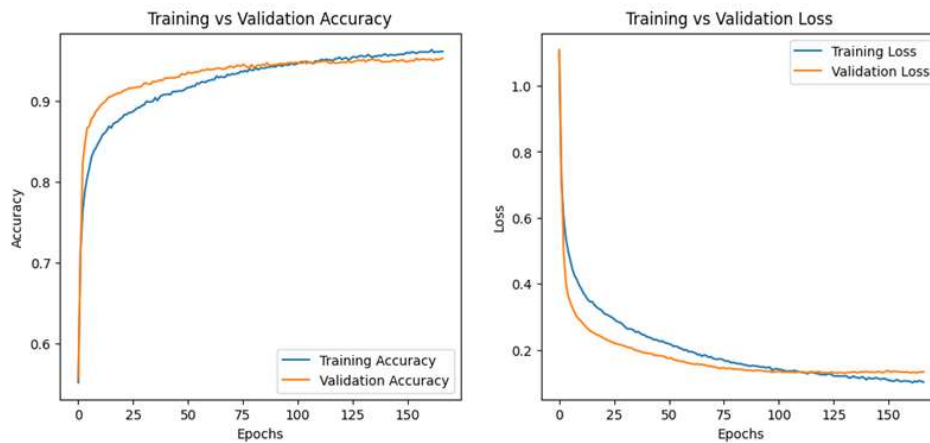 Training vs Validation Accuracy
Accuracy
0.9
0.8
0.7
0.6
Training Accuracy
Validation Accuracy
0 25 50 75 100 125 150
Epochs
Training vs Validation Loss
Loss
1.0
0.8
0.6
0.4
0.2
Training Loss
Validation Loss
0 25 50 75 100 125 150
Epochs